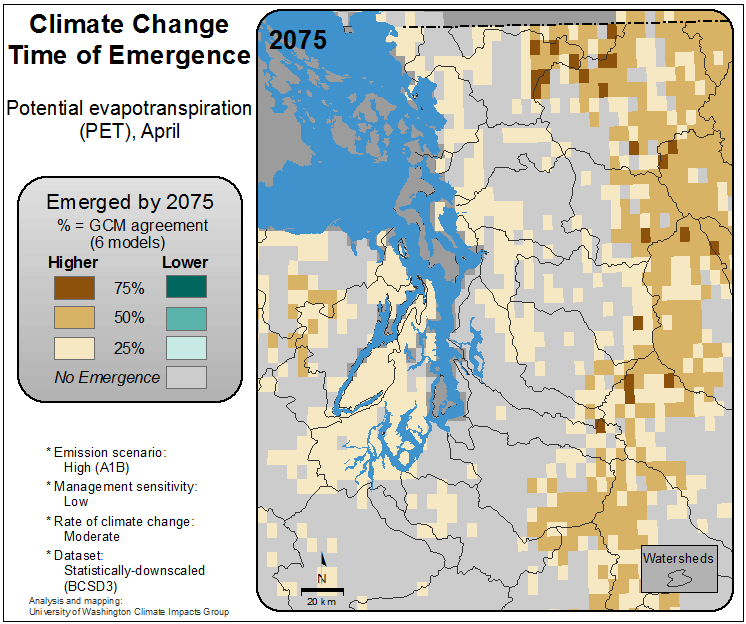 Climate Change
Time of Emergence
Potential evapotranspiration
(PET), April
Emerged by 2075
% = GCM agreement
(6 models)
Higher Lower
75%
50%
25%
No Emergence
* Emission scenario:
High (A1B)
* Management sensitivity:
Low
* Rate of climate change:
Moderate
* Dataset:
Statistically-downscaled
(BCSD3)
Analysis and mapping:
University of Washington Climate Impacts Group
2075
N
20 km
Watersheds